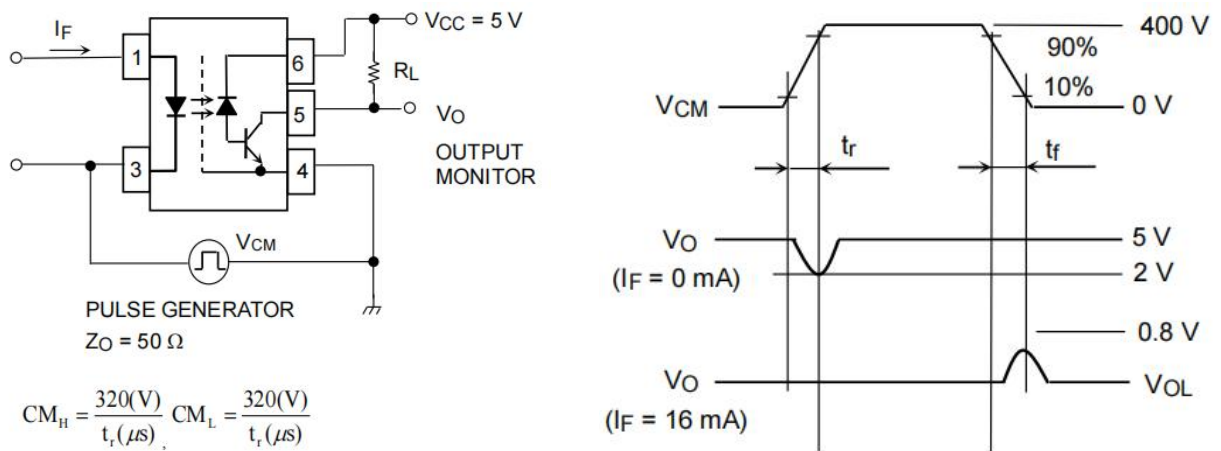 IF
1
3
6
5
4
VCC = 5 V
RL
VO
OUTPUT
MONITOR
VCM
PULSE GENERATOR
ZO = 50 Ω
CMH = 320(V) / tr(μs) , CML = 320(V) / tr(μs)
400 V
90%
10%
VCM
0 V
tr
tf
VO
(IF = 0 mA)
5 V
2 V
0.8 V
VO
(IF = 16 mA)
VOL